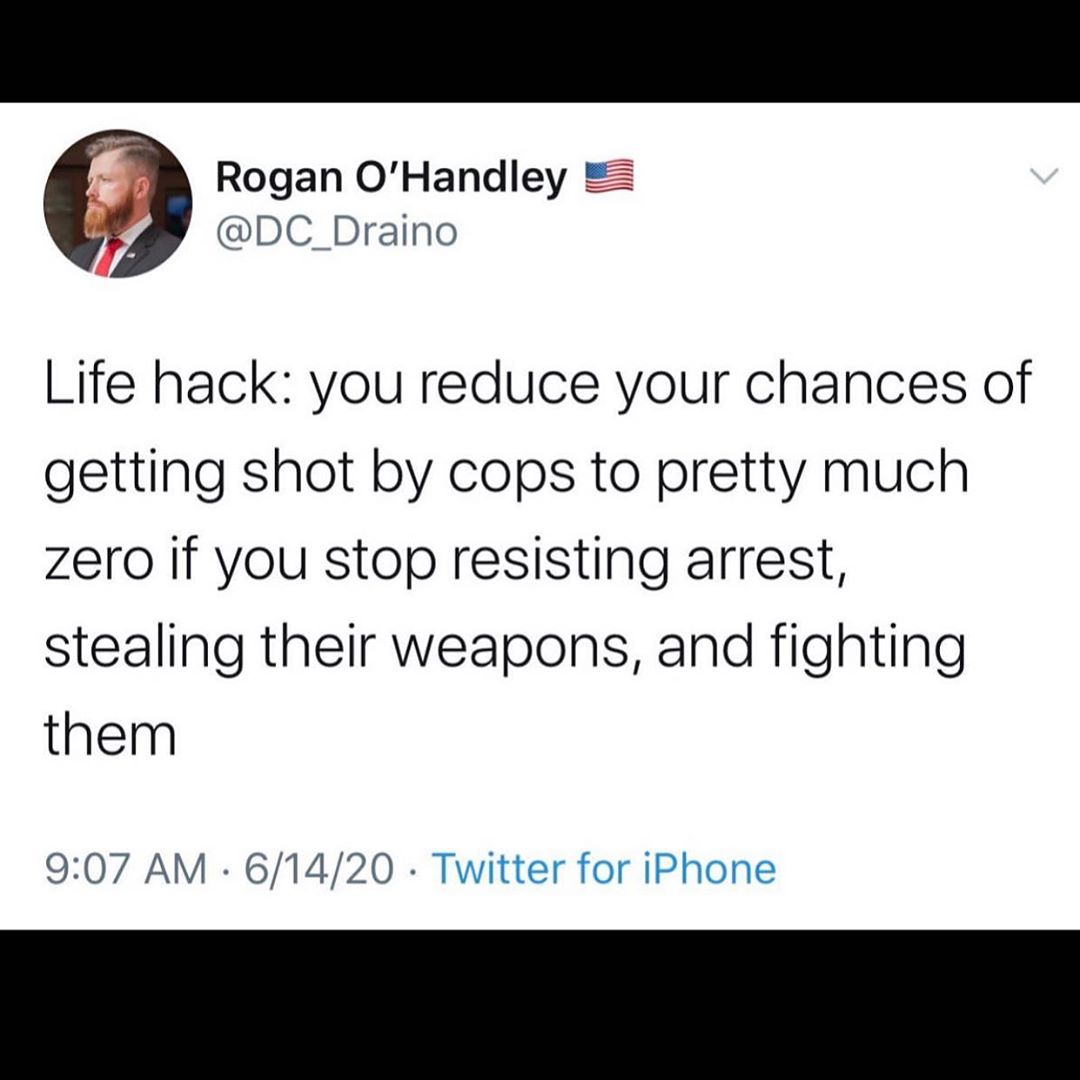 Rogan O'Handley 🇺🇸
@DC_Draino
Life hack: you reduce your chances of
getting shot by cops to pretty much
zero if you stop resisting arrest,
stealing their weapons, and fighting
them
9:07 AM · 6/14/20 · Twitter for iPhone